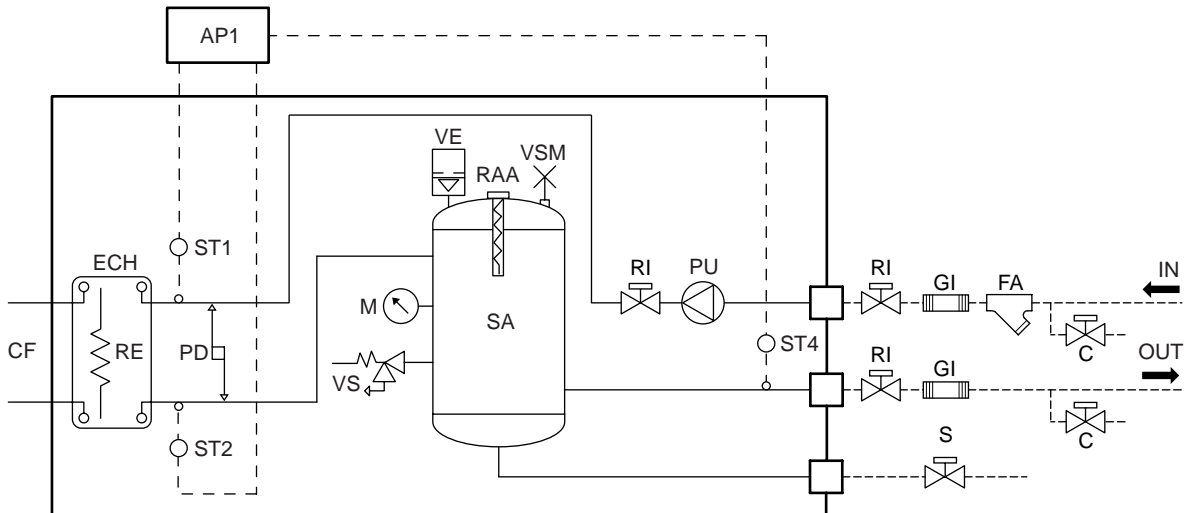 AP1
VE
VSM
RAA
ST1
ECH
RI
PU
RI
GI
FA
IN
M
SA
CF
RE
PD
ST4
C
OUT
VS
RI
GI
ST2
S
C